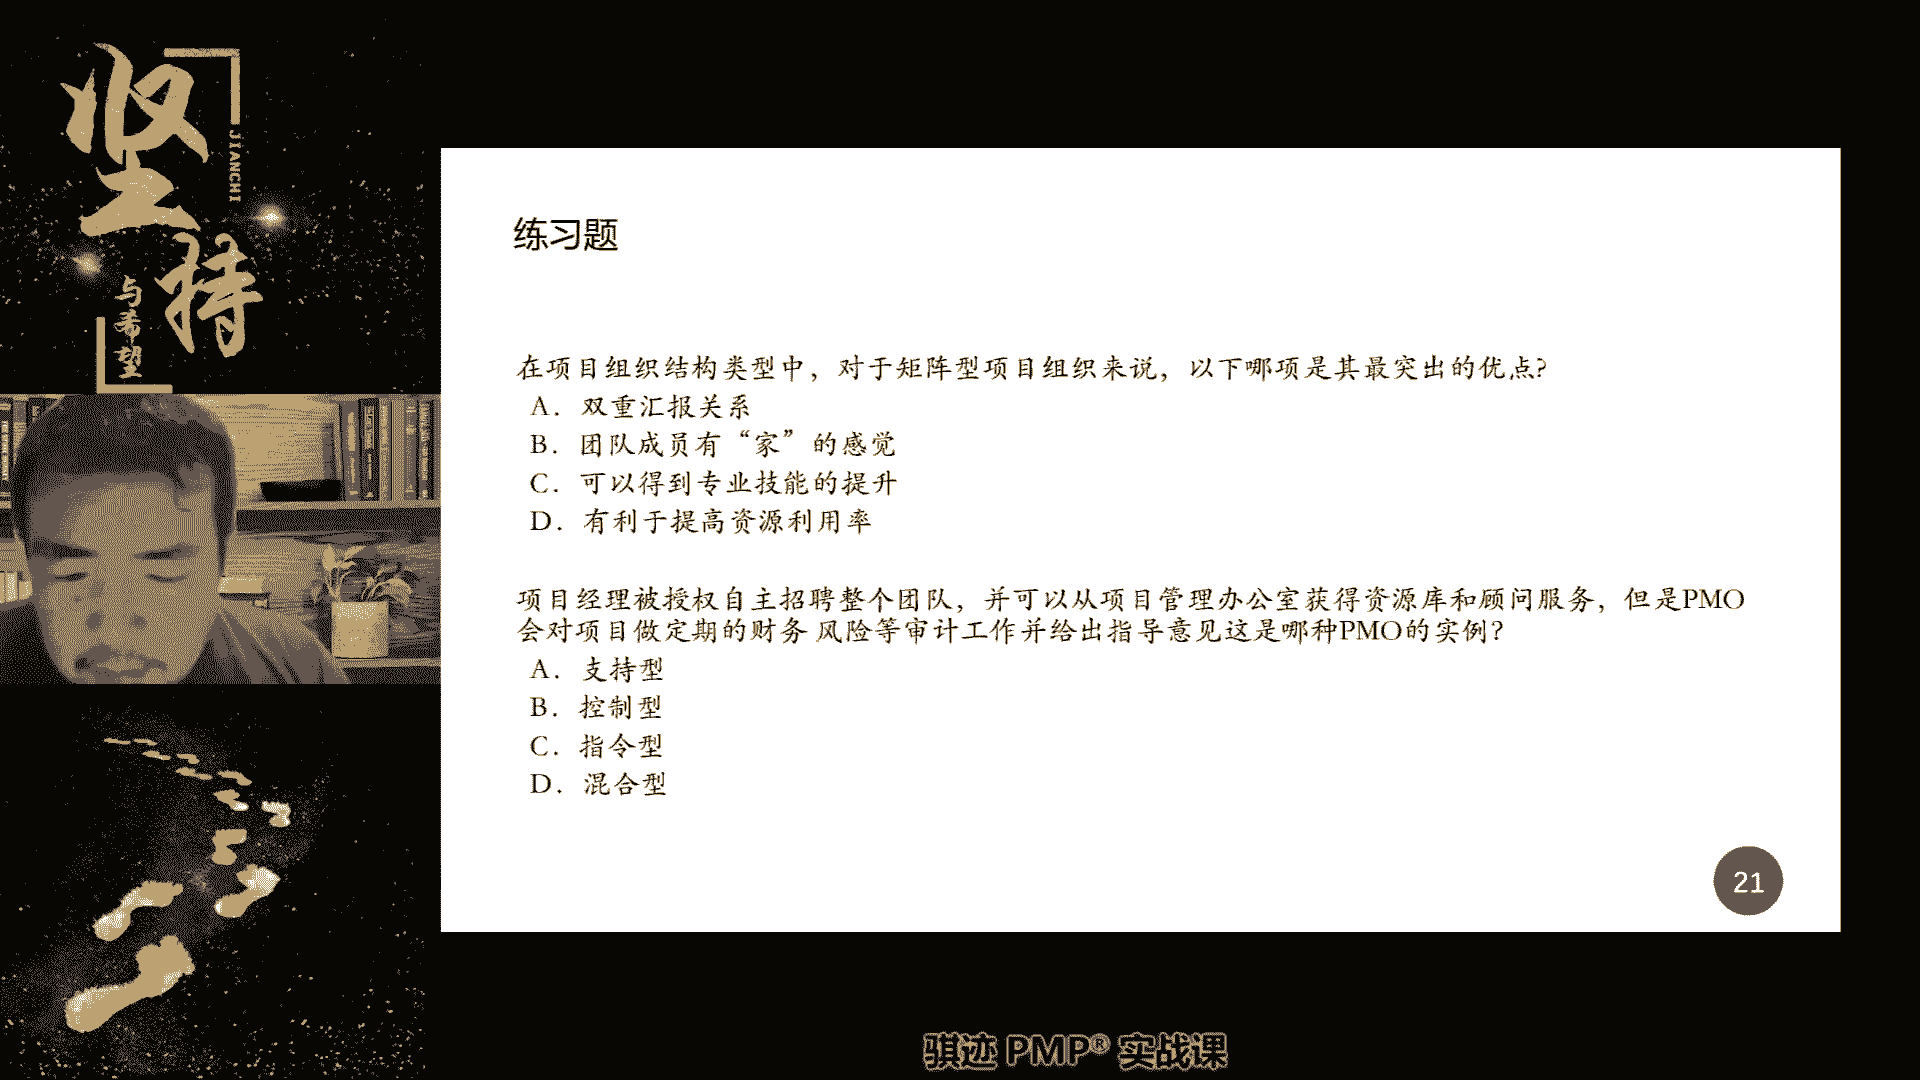 坚持
JIANCHI
与希望
练习题
在项目组织结构类型中，对于矩阵型项目组织来说，以下哪项是其最突出的优点?
A. 双重汇报关系
B. 团队成员有“家”的感觉
C. 可以得到专业技能的提升
D. 有利于提高资源利用率
项目经理被授权自主招聘整个团队，并可以从项目管理办公室获得资源库和顾问服务，但是PMO
会对项目做定期的财务 风险等审计工作并给出指导意见这是哪种PMO的实例?
A. 支持型
B. 控制型
C. 指令型
D. 混合型
21
骐迹 PMP® 实战课